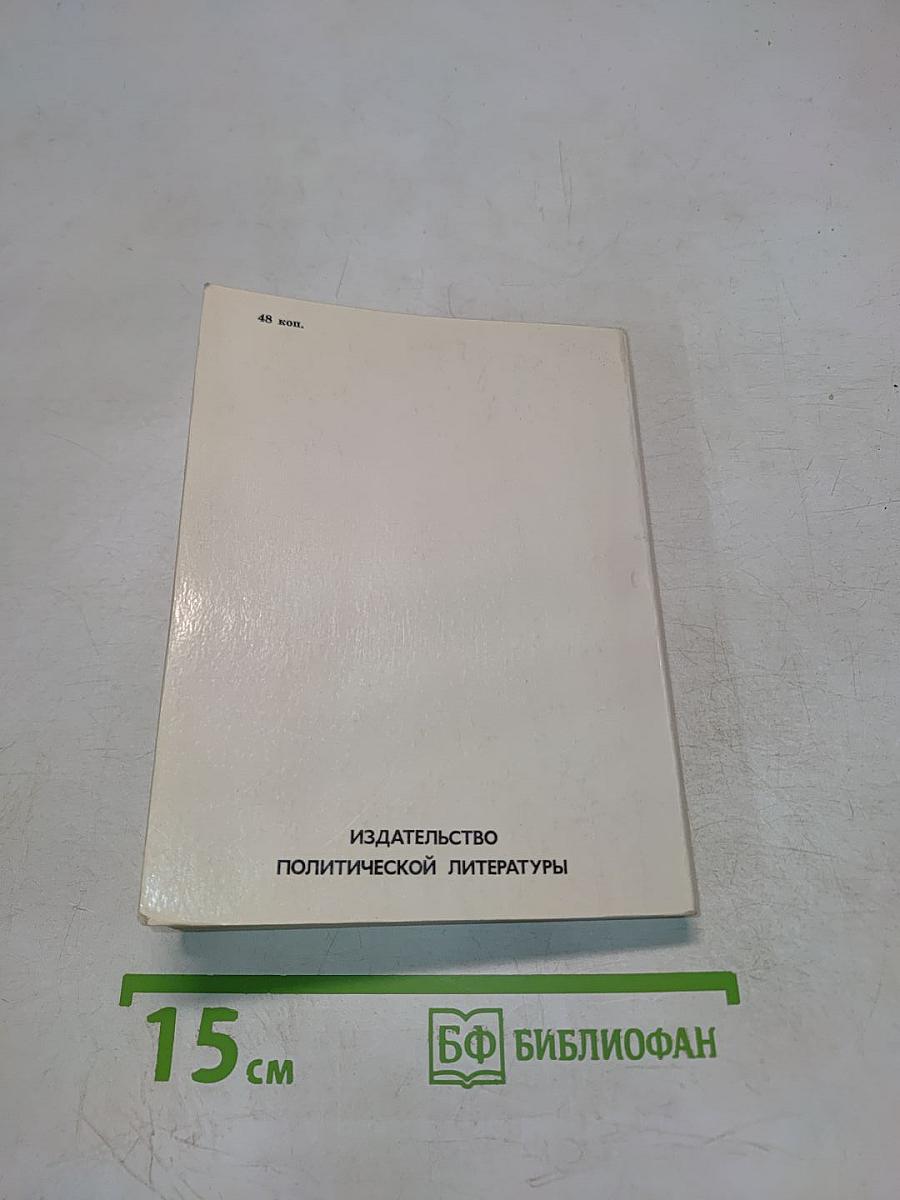 48 коп.
ИЗДАТЕЛЬСТВО
ПОЛИТИЧЕСКОЙ ЛИТЕРАТУРЫ
15 см
БФ БИБЛИОФАН